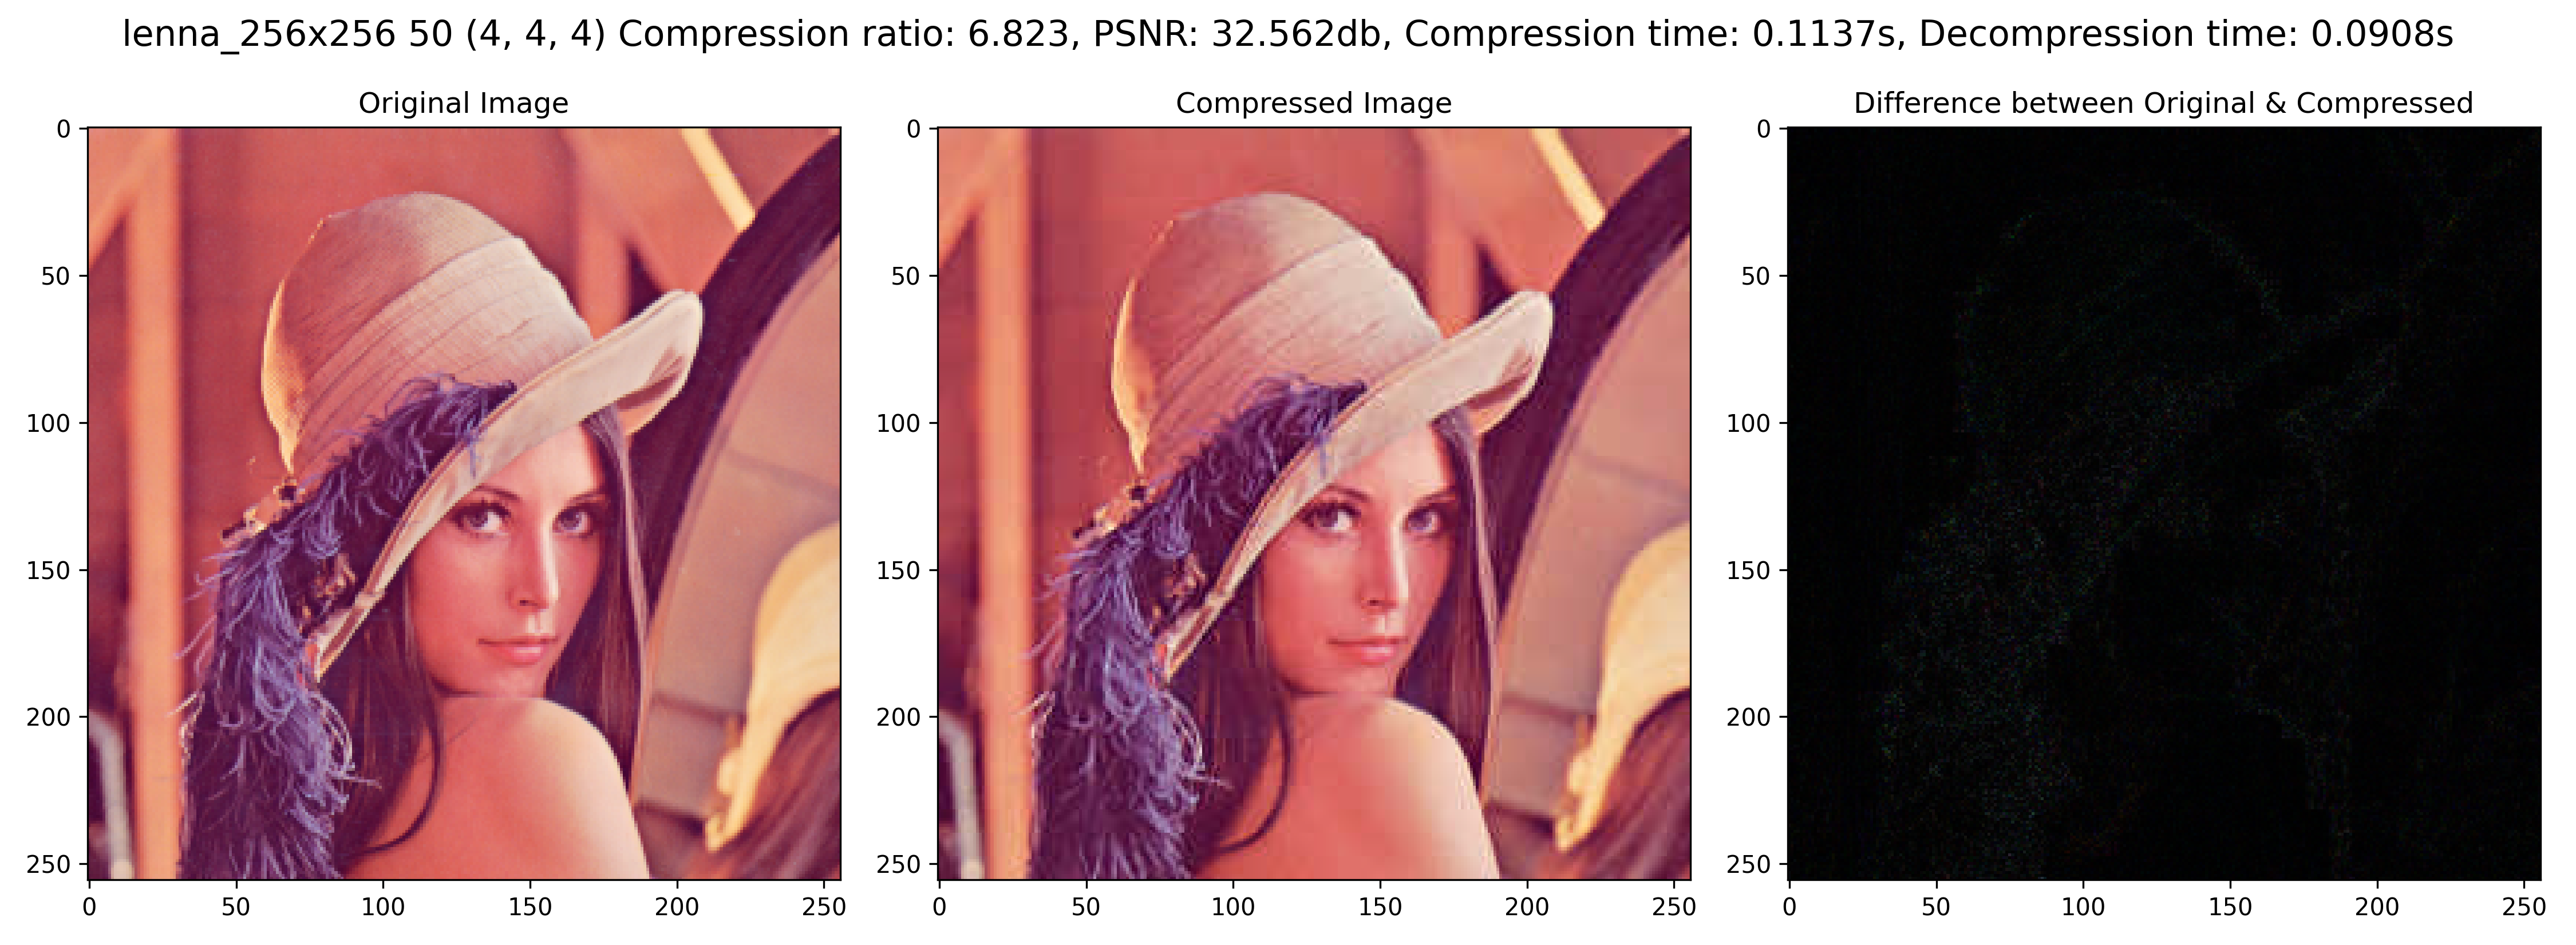 lenna_256x256 50 (4, 4, 4) Compression ratio: 6.823, PSNR: 32.562db, Compression time: 0.1137s, Decompression time: 0.0908s
Original Image
0
50
100
150
200
250
0 50 100 150 200 250
Compressed Image
0
50
100
150
200
250
0 50 100 150 200 250
Difference between Original & Compressed
0
50
100
150
200
250
0 50 100 150 200 250